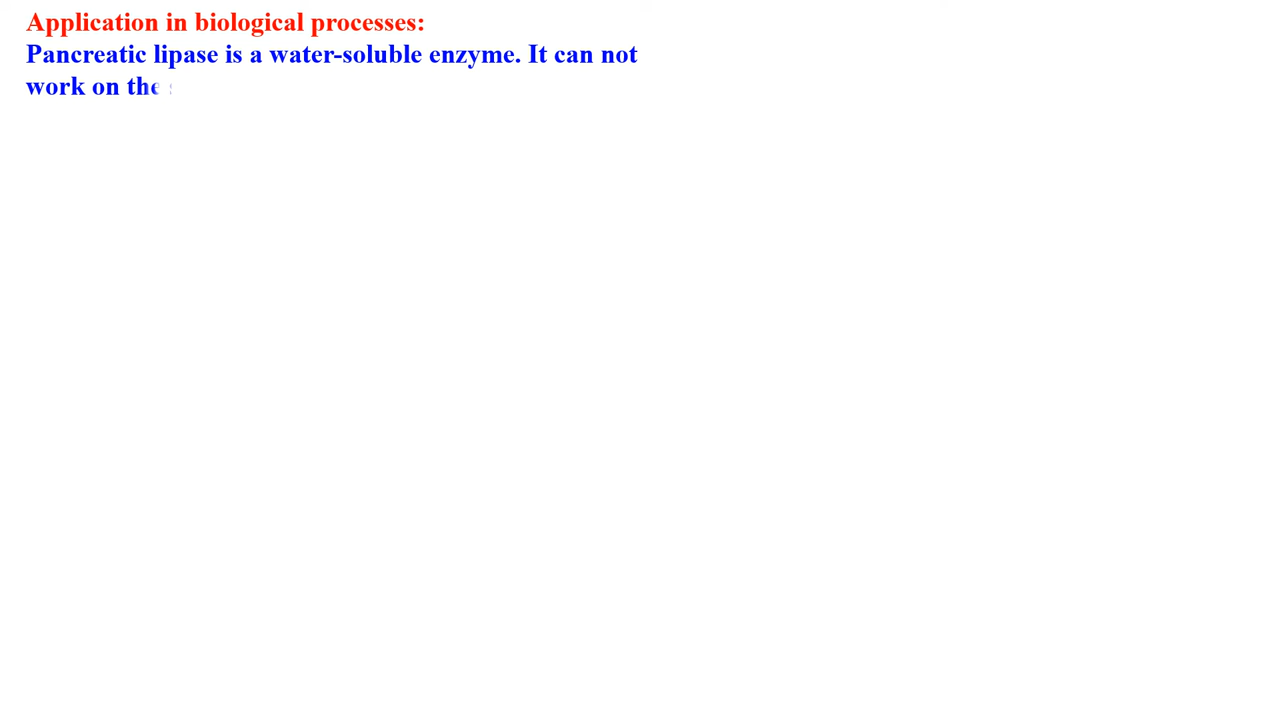 Application in biological processes:
Pancreatic lipase is a water-soluble enzyme. It can not
work on the